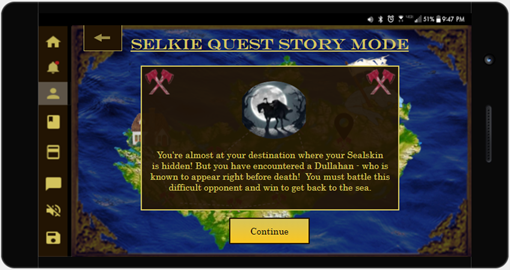 51% 9:47 PM
SELKIE QUEST STORY MODE
You're almost at your destination where your Sealskin
is hidden! But you have encountered a Dullahan - who is
known to appear right before death! You must battle this
difficult opponent and win to get back to the sea.
Continue